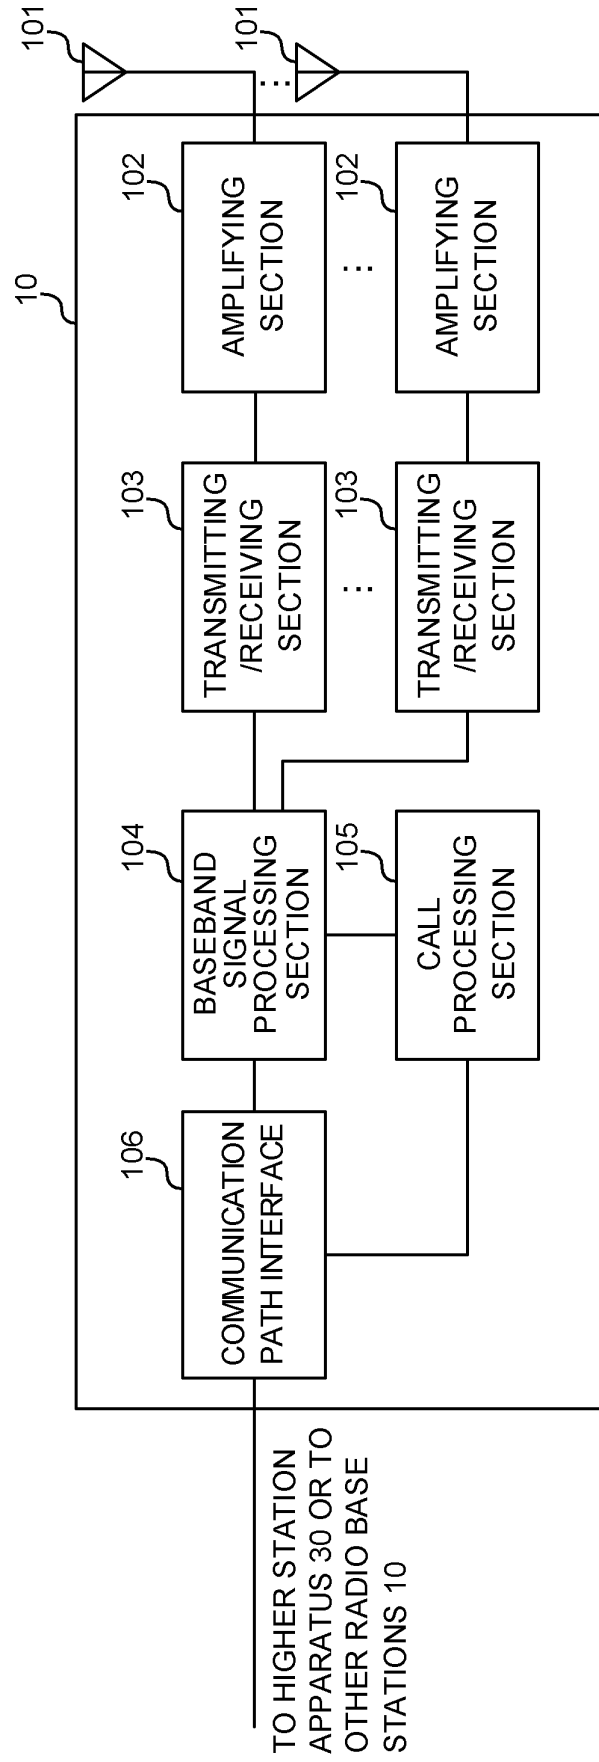 10
101
101
102
AMPLIFYING
SECTION
...
102
AMPLIFYING
SECTION
103
TRANSMITTING
/RECEIVING
SECTION
...
103
TRANSMITTING
/RECEIVING
SECTION
104
BASEBAND
SIGNAL
PROCESSING
SECTION
105
CALL
PROCESSING
SECTION
106
COMMUNICATION
PATH INTERFACE
TO HIGHER STATION
APPARATUS 30 OR TO
OTHER RADIO BASE
STATIONS 10